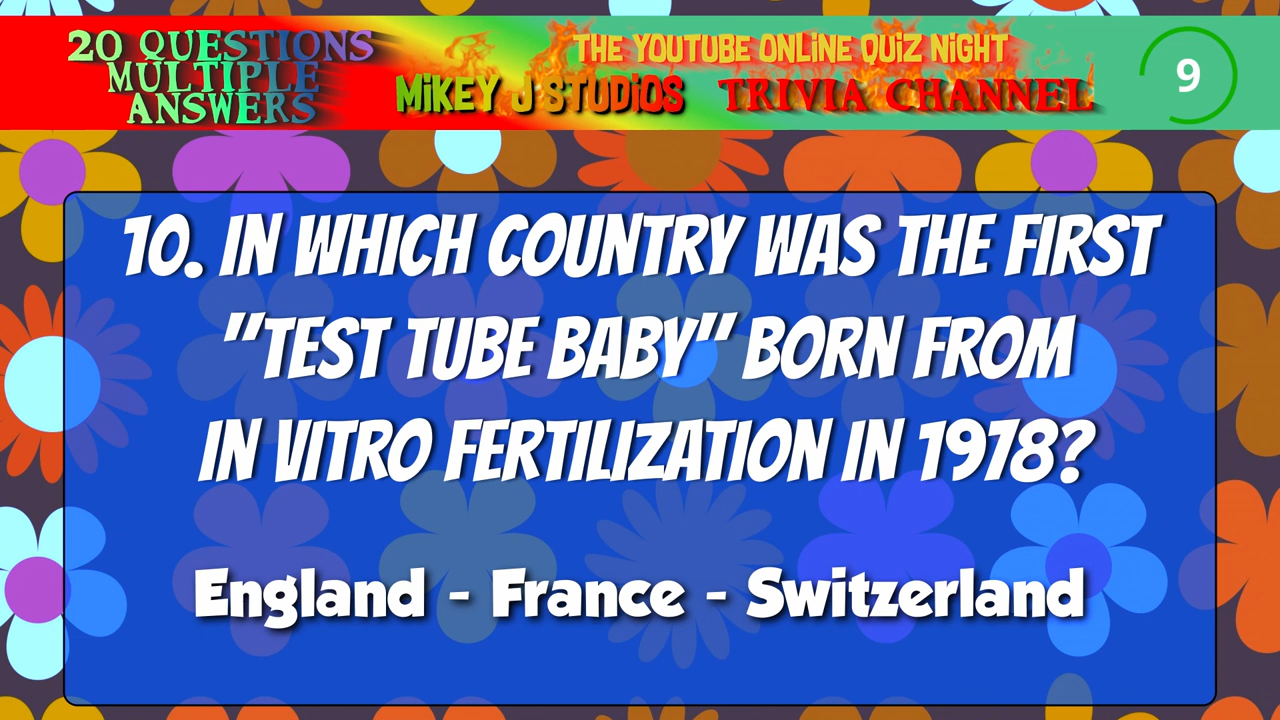 20 QUESTIONS
MULTIPLE
ANSWERS
THE YOUTUBE ONLINE QUIZ NIGHT
MIKEY J STUDIOS TRIVIA CHANNEL
9
10. IN WHICH COUNTRY WAS THE FIRST
"TEST TUBE BABY" BORN FROM
IN VITRO FERTILIZATION IN 1978?
England - France - Switzerland